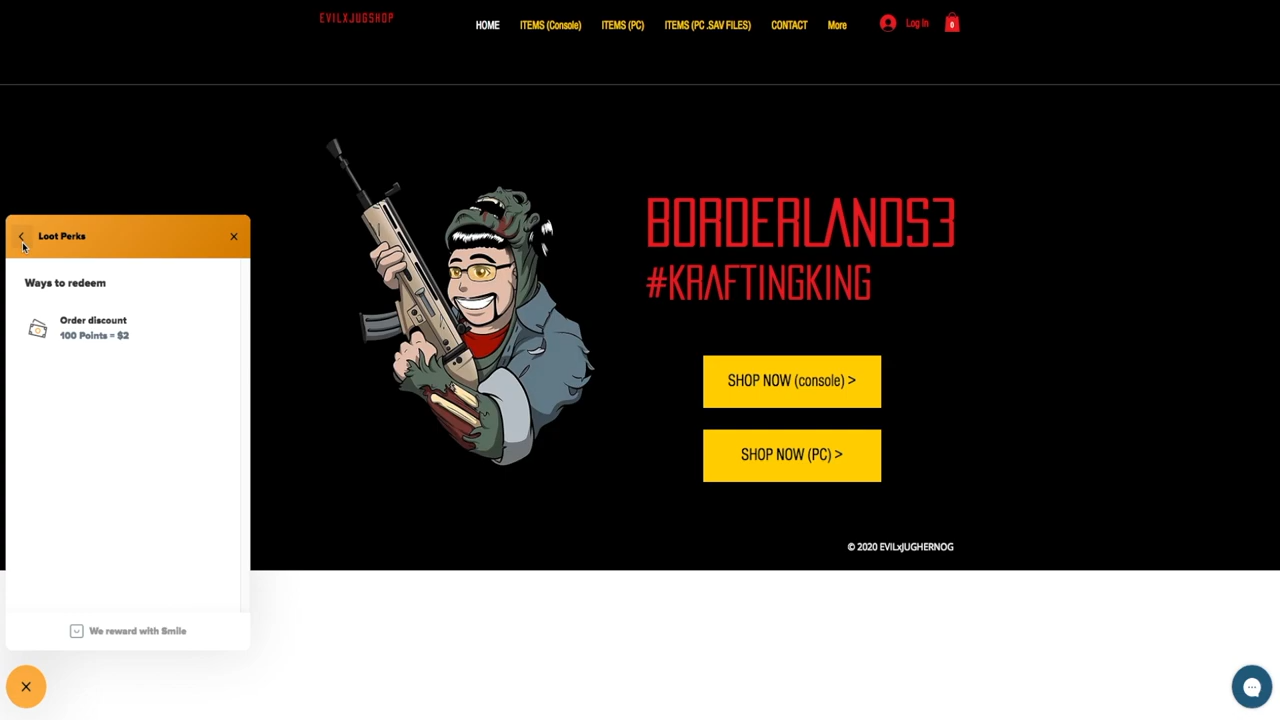 EVILXJUGSHOP
HOME
ITEMS (Console)
ITEMS (PC)
ITEMS (PC .SAV FILES)
CONTACT
More
Log In
0
BORDERLANDS3
#KRAFTINGKING
SHOP NOW (console) >
SHOP NOW (PC) >
© 2020 EVILxJUGHERNOG
Loot Perks
Ways to redeem
Order discount
100 Points = $2
We reward with Smile